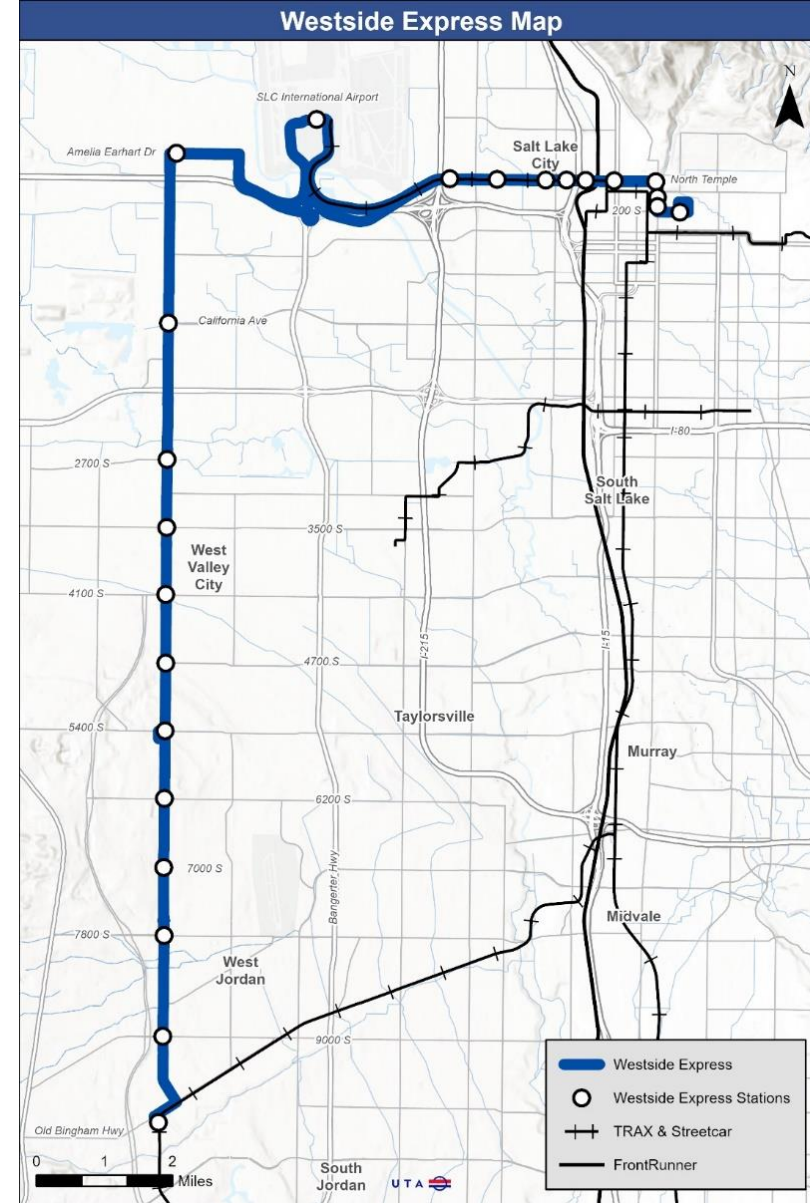 Westside Express Map
N
SLC International Airport
Amelia Earhart Dr
Salt Lake
City
North Temple
200 S
California Ave
I-80
2700 S
South
Salt Lake
3500 S
West
Valley
City
4100 S
I-215
I-15
4700 S
Taylorsville
5400 S
Murray
6200 S
Bangerter Hwy
7000 S
Midvale
7800 S
West
Jordan
9000 S
Old Bingham Hwy
South
Jordan
0 1 2
Miles
UTA
Westside Express
Westside Express Stations
TRAX & Streetcar
FrontRunner